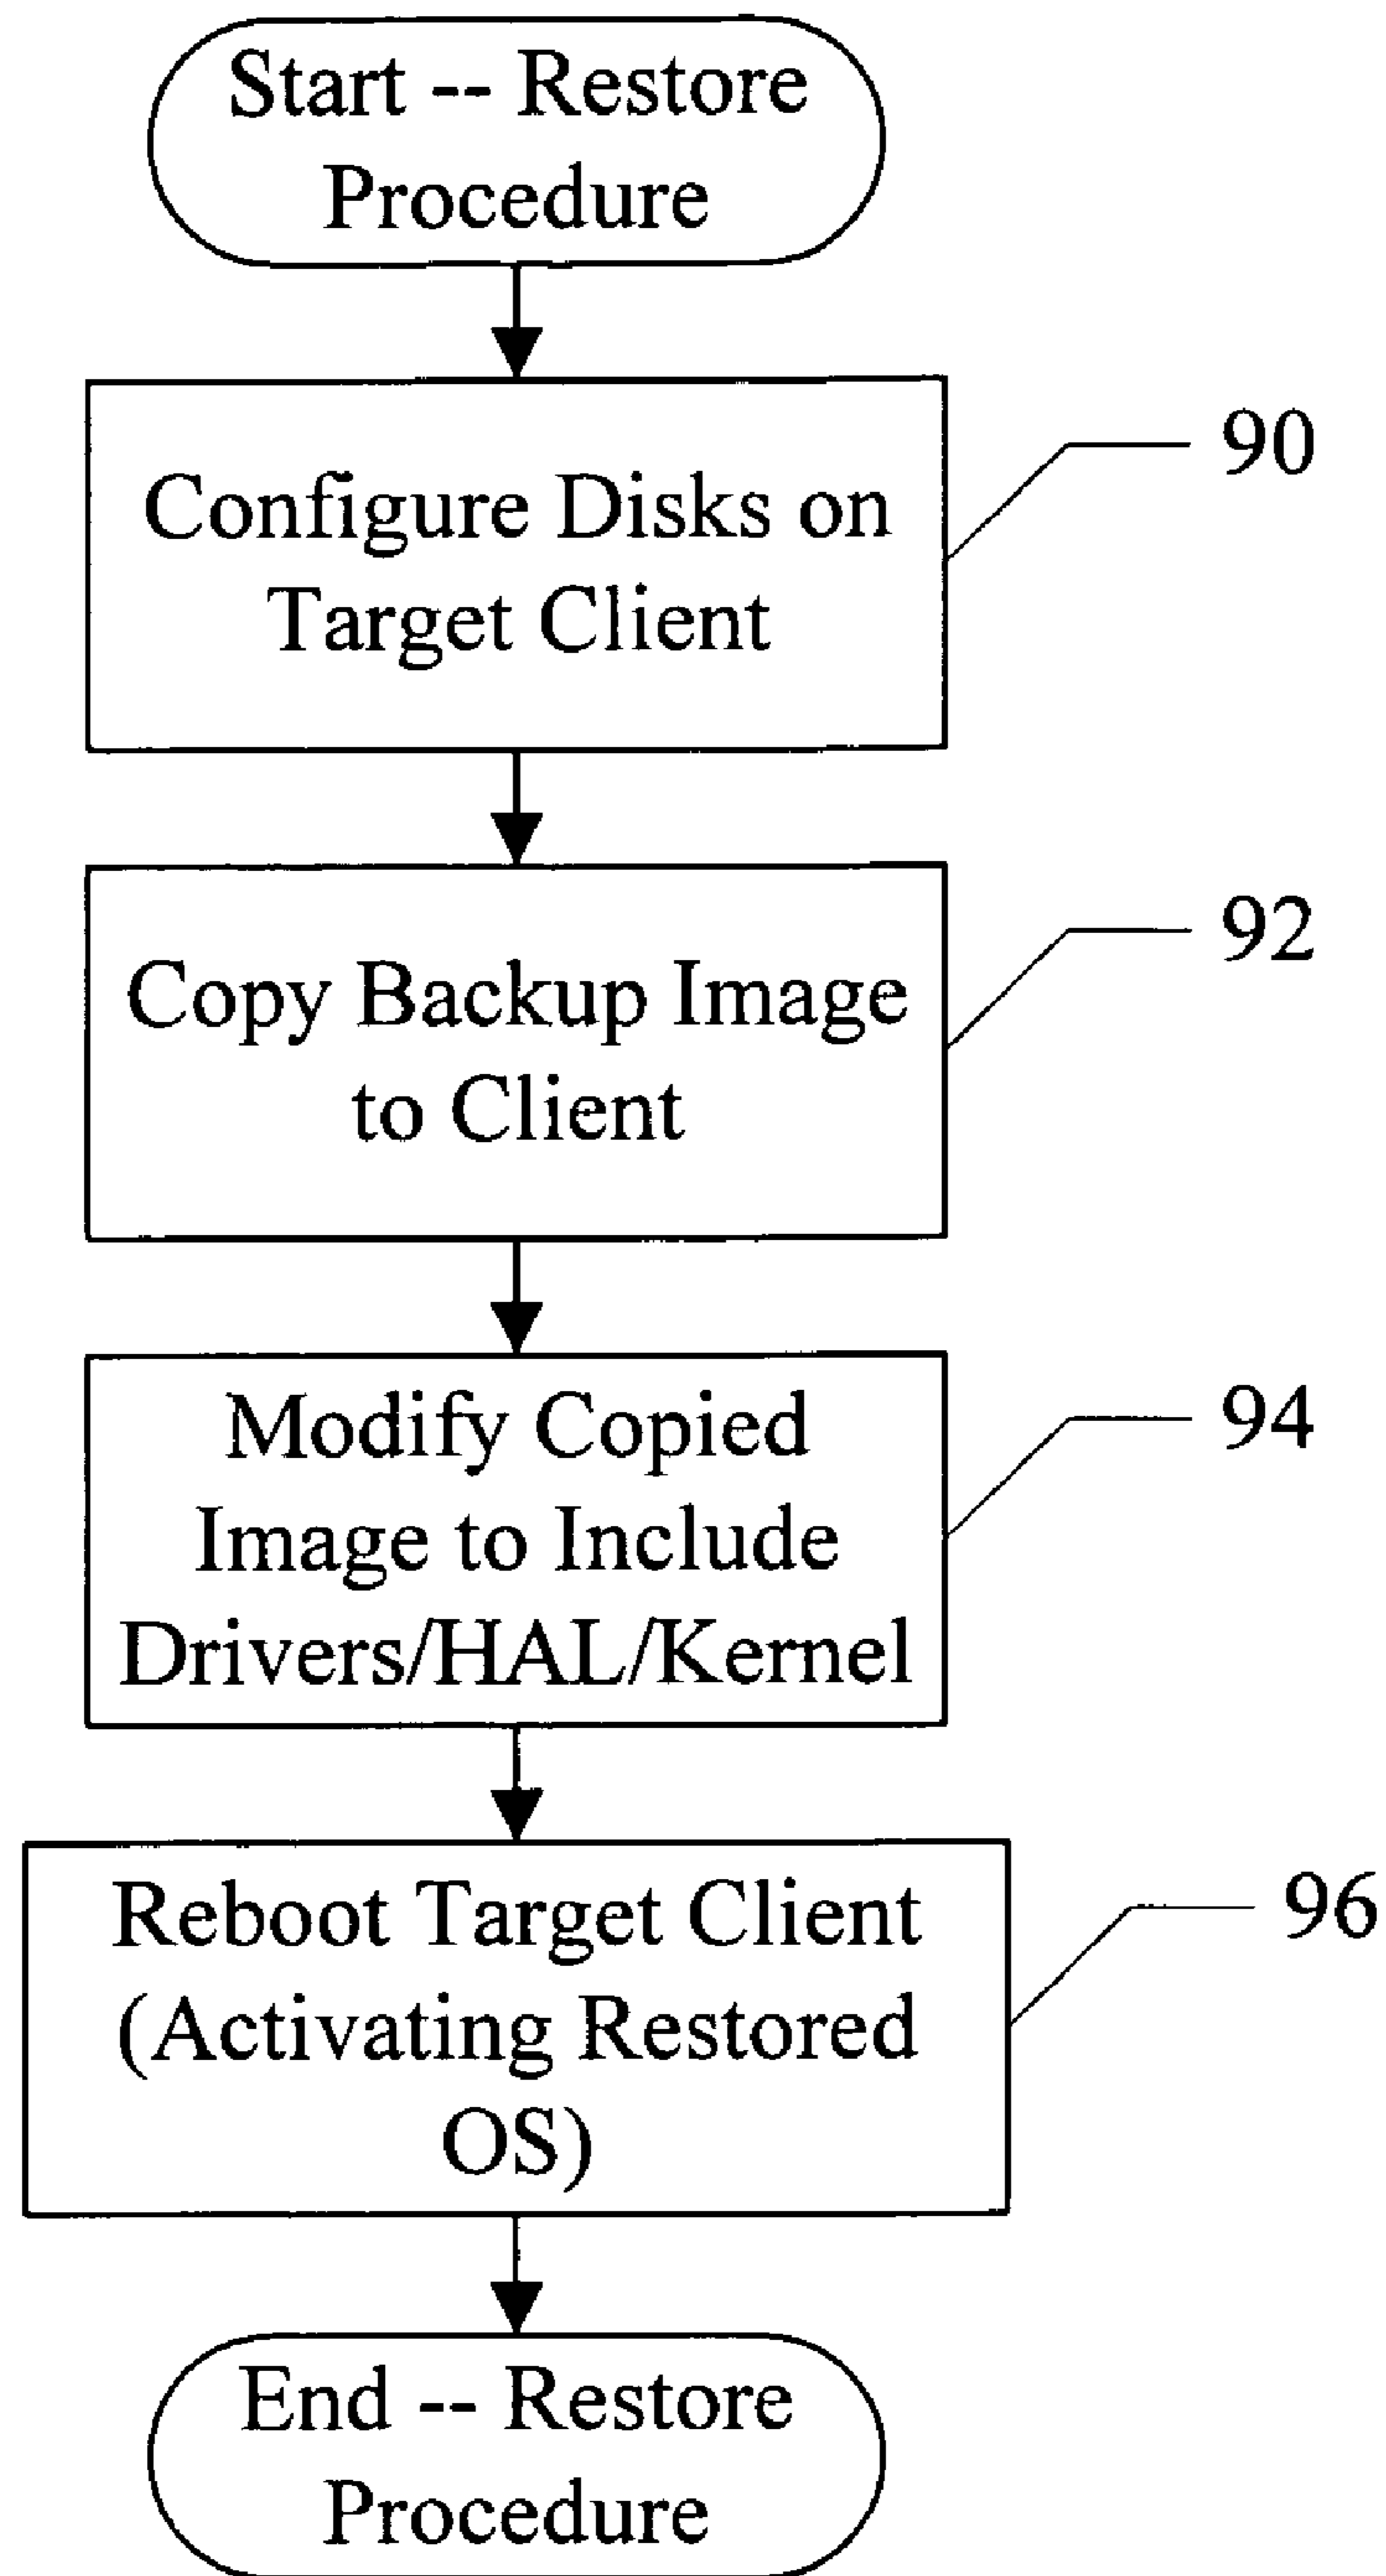 Start -- Restore
Procedure
Configure Disks on
Target Client
90
Copy Backup Image
to Client
92
Modify Copied
Image to Include
Drivers/HAL/Kernel
94
Reboot Target Client
(Activating Restored
OS)
96
End -- Restore
Procedure